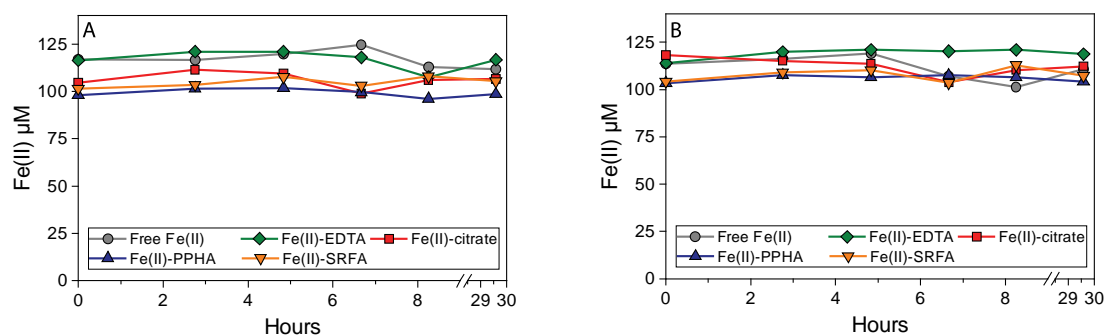 A
Fe(II) μM
125
100
75
50
25
0
Free Fe(II) Fe(II)-EDTA Fe(II)-citrate
Fe(II)-PPHA Fe(II)-SRFA
0 2 4 6 8 29 30
Hours
B
Fe(II) μM
125
100
75
50
25
0
Free Fe(II) Fe(II)-EDTA Fe(II)-citrate
Fe(II)-PPHA Fe(II)-SRFA
0 2 4 6 8 29 30
Hours